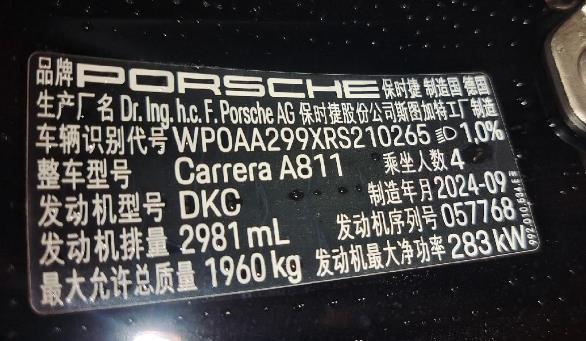 品牌 PORSCHE 保时捷 制造国 德国
生产厂名 Dr. Ing. h.c. F. Porsche AG 保时捷股份公司斯图加特工厂 制造
车辆识别代号 WP0AA299XRS210265 1,0%
整车型号 Carrera A811 乘坐人数 4
发动机型号 DKC 制造年月 2024-09
发动机排量 2981 mL 发动机序列号 057768
最大允许总质量 1960 kg 发动机最大净功率 283 kW